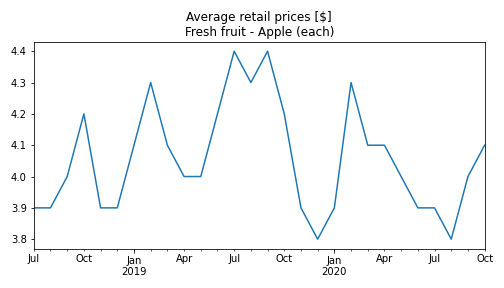 Average retail prices [$]
Fresh fruit - Apple (each)
4.4
4.3
4.2
4.1
4.0
3.9
3.8
Jul Oct Jan Apr Jul Oct Jan Apr Jul Oct
2019 2020